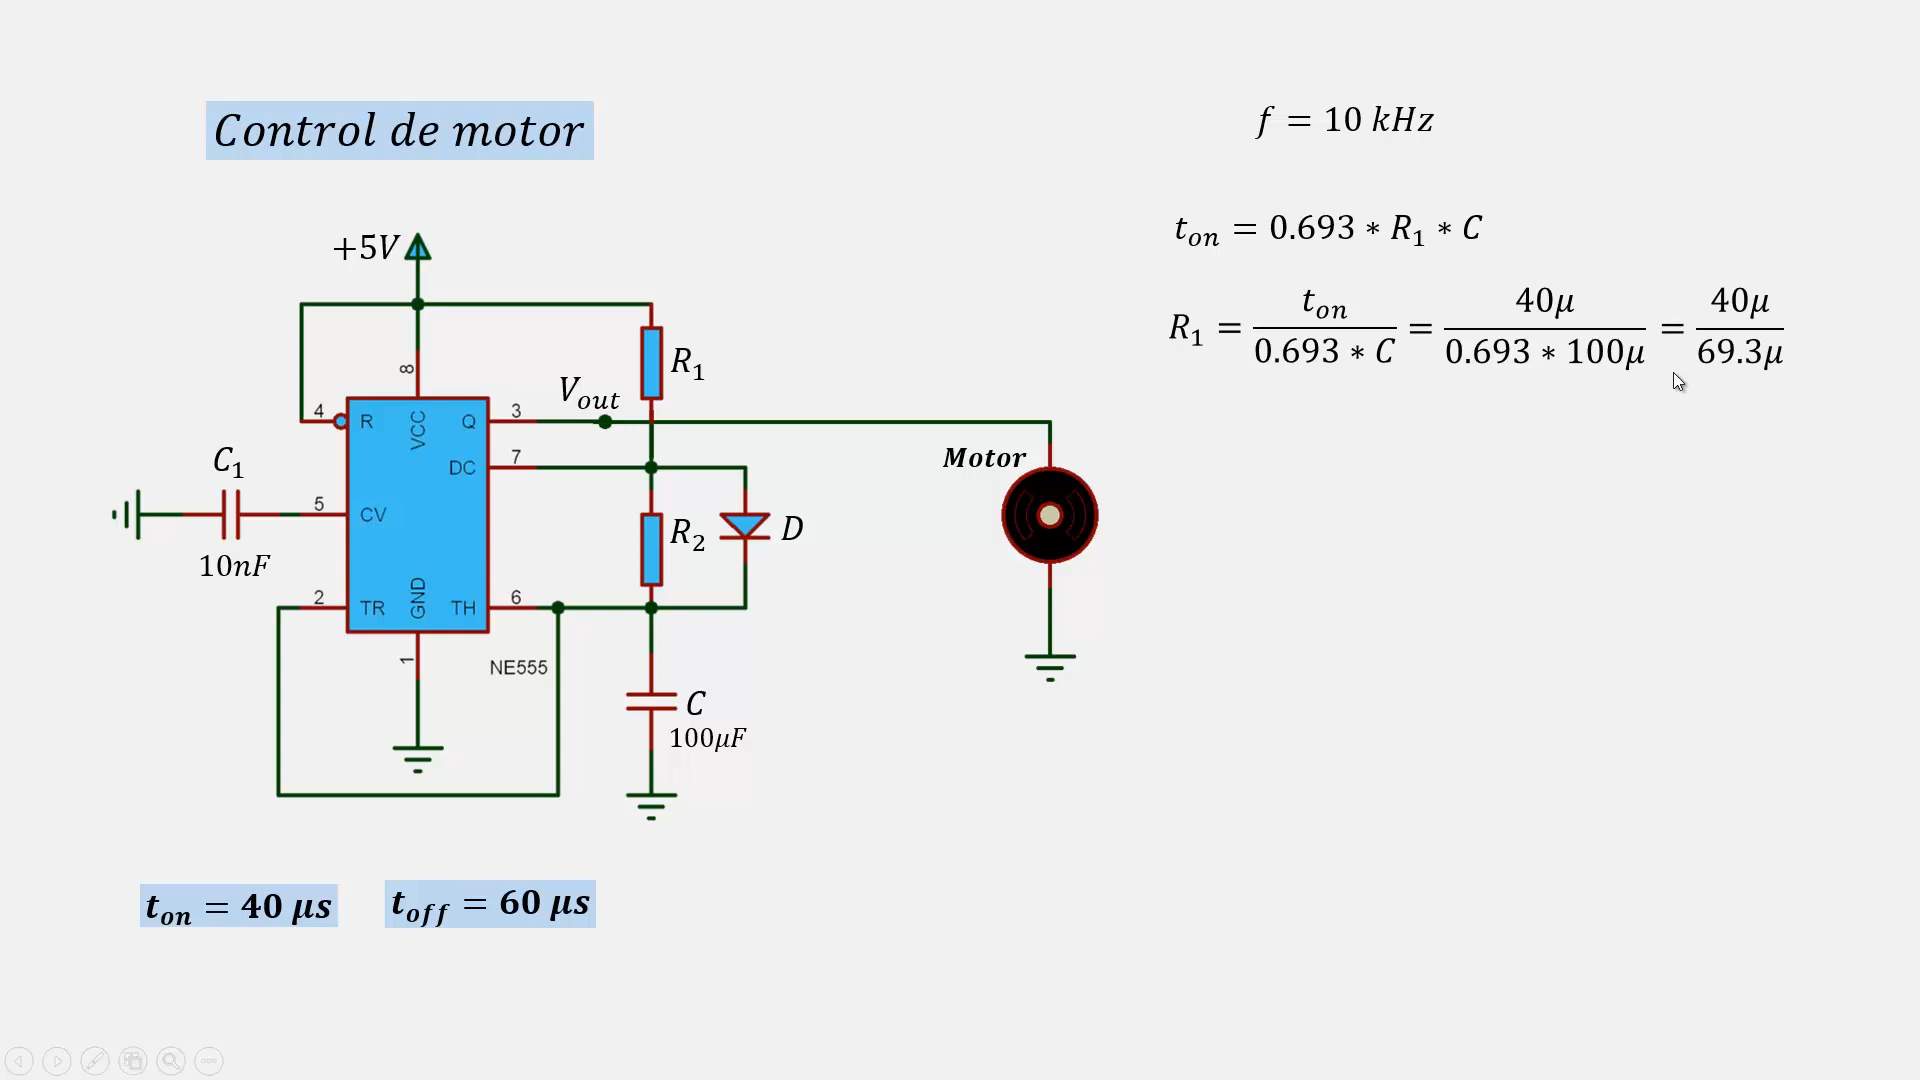 Control de motor
f = 10 kHz
t_on = 0.693 * R_1 * C
R_1 = t_on / (0.693 * C) = 40μ / (0.693 * 100μ) = 40μ / 69.3μ
+5V
R_1
8
V_out
4
R
VCC
Q
3
Motor
DC
7
C_1
5
CV
R_2
D
10nF
2
TR
GND
TH
6
1
NE555
C
100μF
t_on = 40 μs
t_off = 60 μs